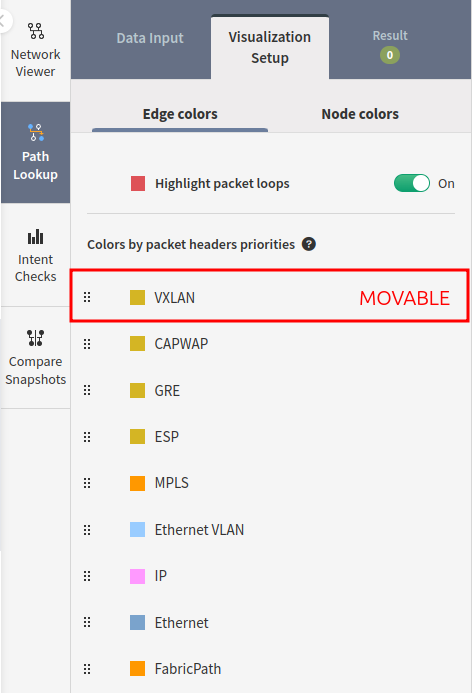 Network
Viewer
Path
Lookup
Intent
Checks
Compare
Snapshots
Data Input
Visualization
Setup
Result
0
Edge colors
Node colors
Highlight packet loops
On
Colors by packet headers priorities ?
VXLAN MOVABLE
CAPWAP
GRE
ESP
MPLS
Ethernet VLAN
IP
Ethernet
FabricPath